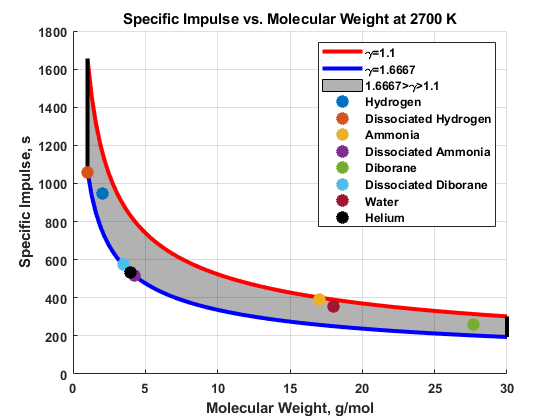 Specific Impulse vs. Molecular Weight at 2700 K
1800
1600
1400
1200
1000
800
600
400
200
0
Specific Impulse, s
γ=1.1
γ=1.6667
1.6667>γ>1.1
Hydrogen
Dissociated Hydrogen
Ammonia
Dissociated Ammonia
Diborane
Dissociated Diborane
Water
Helium
0 5 10 15 20 25 30
Molecular Weight, g/mol